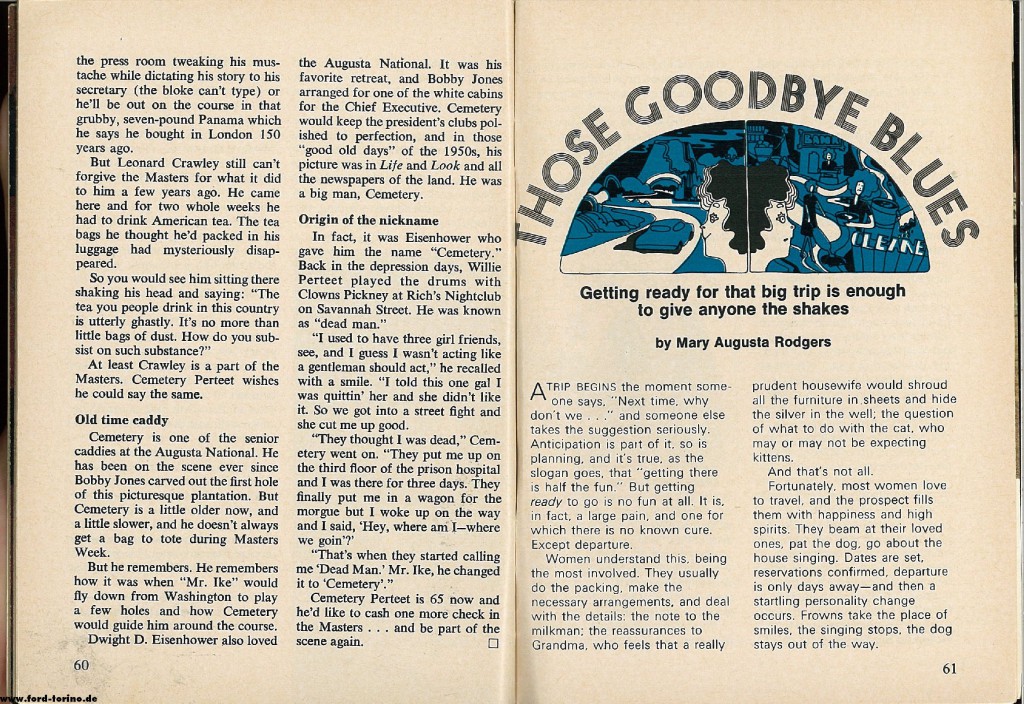 the press room tweaking his mus-
tache while dictating his story to his
secretary (the bloke can't type) or
he'll be out on the course in that
grubby, seven-pound Panama which
he says he bought in London 150
years ago.
But Leonard Crawley still can't
forgive the Masters for what it did
to him a few years ago. He came
here and for two whole weeks he
had to drink American tea. The tea
bags he thought he'd packed in his
luggage had mysteriously disap-
peared.
So you would see him sitting there
shaking his head and saying: "The
tea you people drink in this country
is utterly ghastly. It's no more than
little bags of dust. How do you sub-
sist on such substance?"
At least Crawley is a part of the
Masters. Cemetery Perteet wishes
he could say the same.
Old time caddy
Cemetery is one of the senior
caddies at the Augusta National. He
has been on the scene ever since
Bobby Jones carved out the first hole
of this picturesque plantation. But
Cemetery is a little older now, and
a little slower, and he doesn't always
get a bag to tote during Masters
Week.
But he remembers. He remembers
how it was when "Mr. Ike" would
fly down from Washington to play
a few holes and how Cemetery
would guide him around the course.
Dwight D. Eisenhower also loved
60
the Augusta National. It was his
favorite retreat, and Bobby Jones
arranged for one of the white cabins
for the Chief Executive. Cemetery
would keep the president's clubs pol-
ished to perfection, and in those
"good old days" of the 1950s, his
picture was in Life and Look and all
the newspapers of the land. He was
a big man, Cemetery.
Origin of the nickname
In fact, it was Eisenhower who
gave him the name "Cemetery."
Back in the depression days, Willie
Perteet played the drums with
Clowns Pickney at Rich's Nightclub
on Savannah Street. He was known
as "dead man."
"I used to have three girl friends,
see, and I guess I wasn't acting like
a gentleman should act," he recalled
with a smile. "I told this one gal I
was quittin' her and she didn't like
it. So we got into a street fight and
she cut me up good.
"They thought I was dead," Cem-
etery went on. "They put me up on
the third floor of the prison hospital
and I was there for three days. They
finally put me in a wagon for the
morgue but I woke up on the way
and I said, 'Hey, where am I—where
we goin'?'
"That's when they started calling
me 'Dead Man.' Mr. Ike, he changed
it to 'Cemetery'."
Cemetery Perteet is 65 now and
he'd like to cash one more check in
the Masters . . . and be part of the
scene again.
THOSE GOODBYE BLUES
Getting ready for that big trip is enough
to give anyone the shakes
by Mary Augusta Rodgers
A TRIP BEGINS the moment some-
one says, "Next time, why
don't we . . ." and someone else
takes the suggestion seriously.
Anticipation is part of it, so is
planning, and it's true, as the
slogan goes, that "getting there
is half the fun." But getting
ready to go is no fun at all. It is,
in fact, a large pain, and one for
which there is no known cure.
Except departure.
Women understand this, being
the most involved. They usually
do the packing, make the
necessary arrangements, and deal
with the details: the note to the
milkman; the reassurances to
Grandma, who feels that a really
prudent housewife would shroud
all the furniture in sheets and hide
the silver in the well; the question
of what to do with the cat, who
may or may not be expecting
kittens.
And that's not all.
Fortunately, most women love
to travel, and the prospect fills
them with happiness and high
spirits. They beam at their loved
ones, pat the dog, go about the
house singing. Dates are set,
reservations confirmed, departure
is only days away—and then a
startling personality change
occurs. Frowns take the place of
smiles, the singing stops, the dog
stays out of the way.
61
www.ford-torino.de